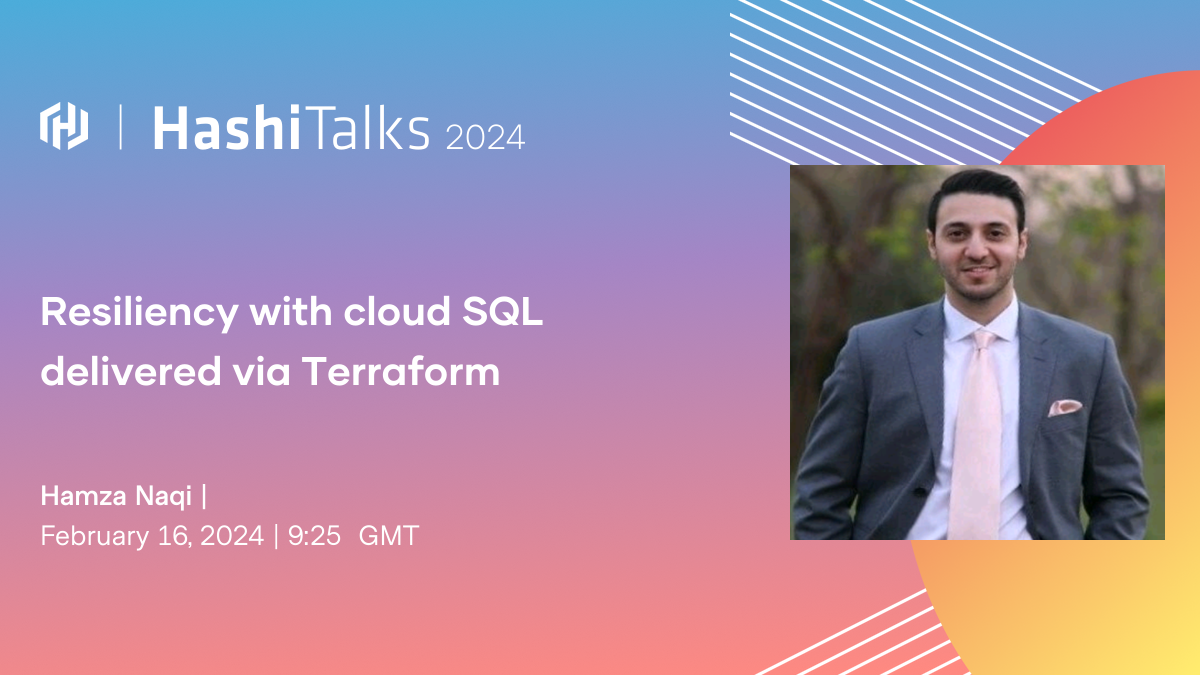 HashiTalks 2024
Resiliency with cloud SQL
delivered via Terraform
Hamza Naqi |
February 16, 2024 | 9:25 GMT